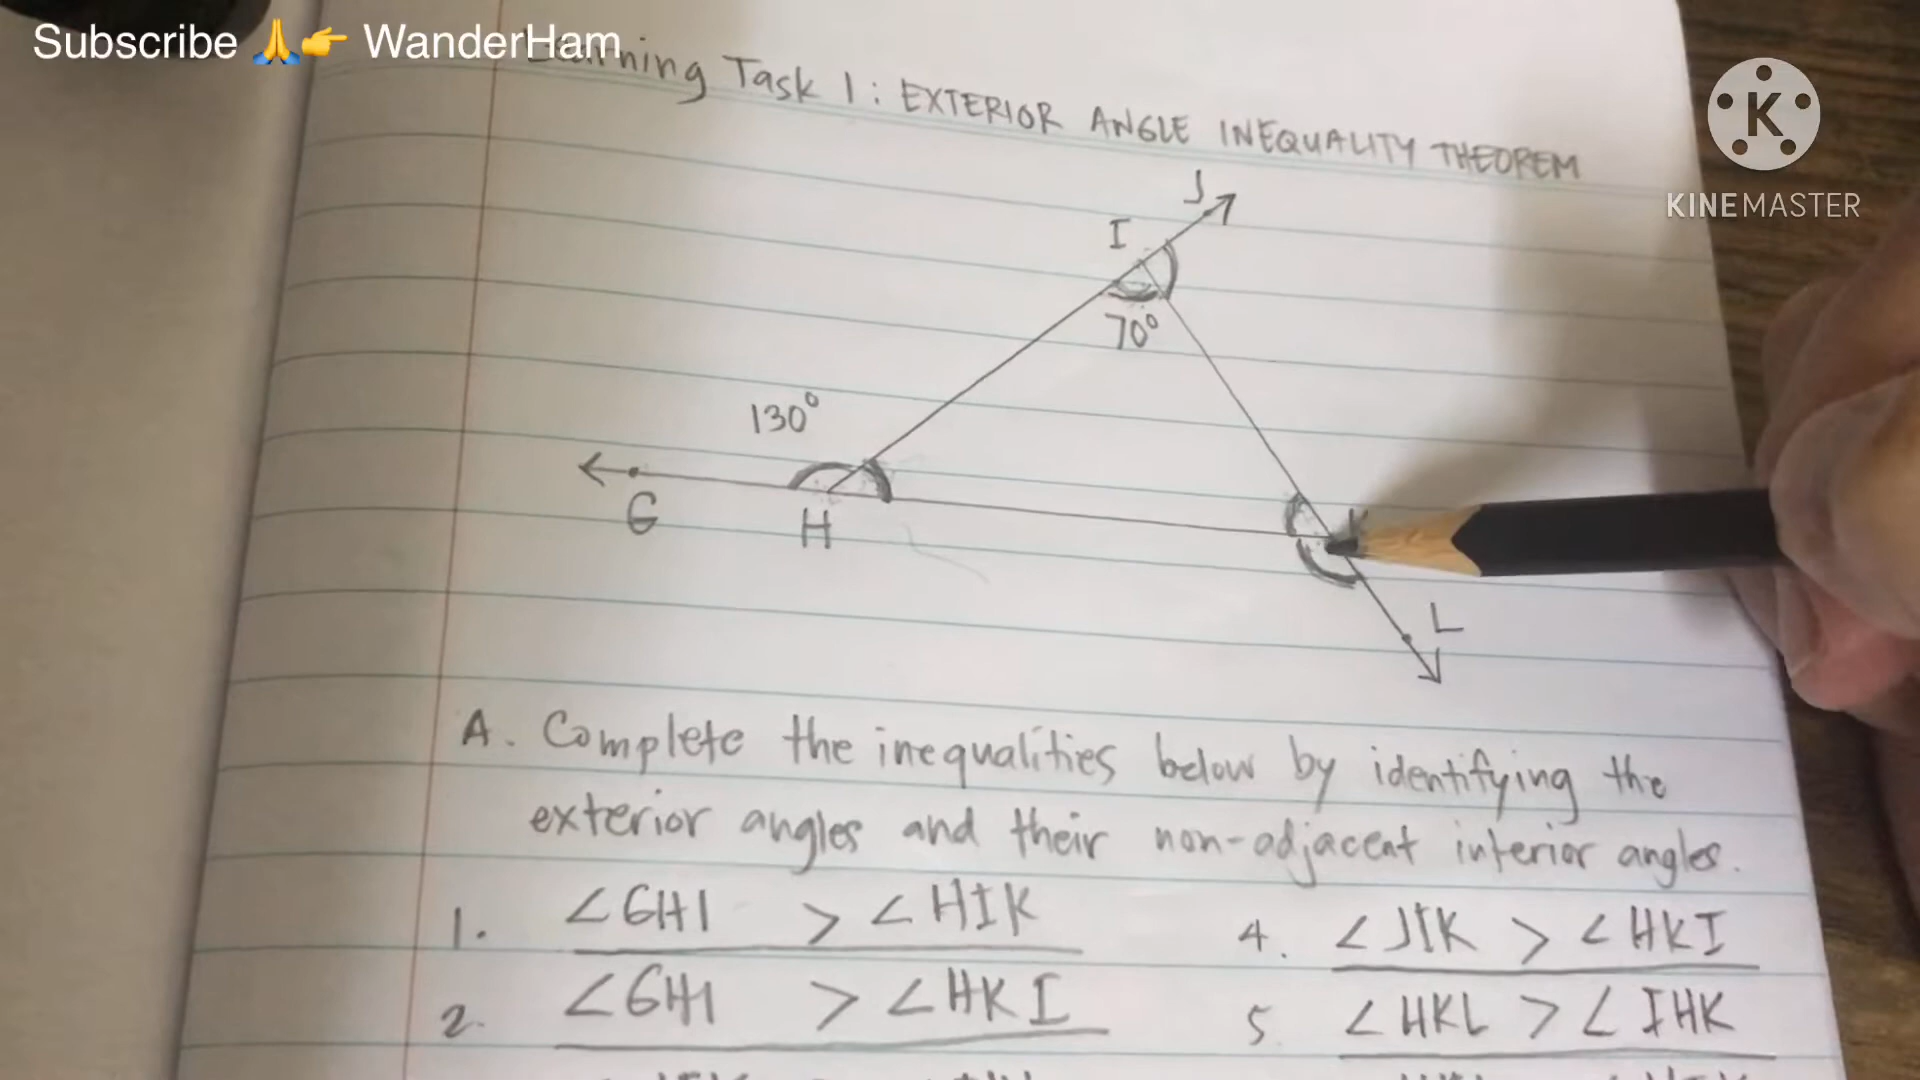 Subscribe 🙏👉 WanderHam
Task 1: EXTERIOR ANGLE INEQUALITY THEOREM
KINEMASTER
J
I
70°
130°
G
H
L
A. Complete the inequalities below by identifying the
exterior angles and their non-adjacent interior angles.
1. ∠GHI > ∠HIK
4. ∠JIK > ∠HKI
2. ∠GHI > ∠HKI
5. ∠HKL > ∠IHK